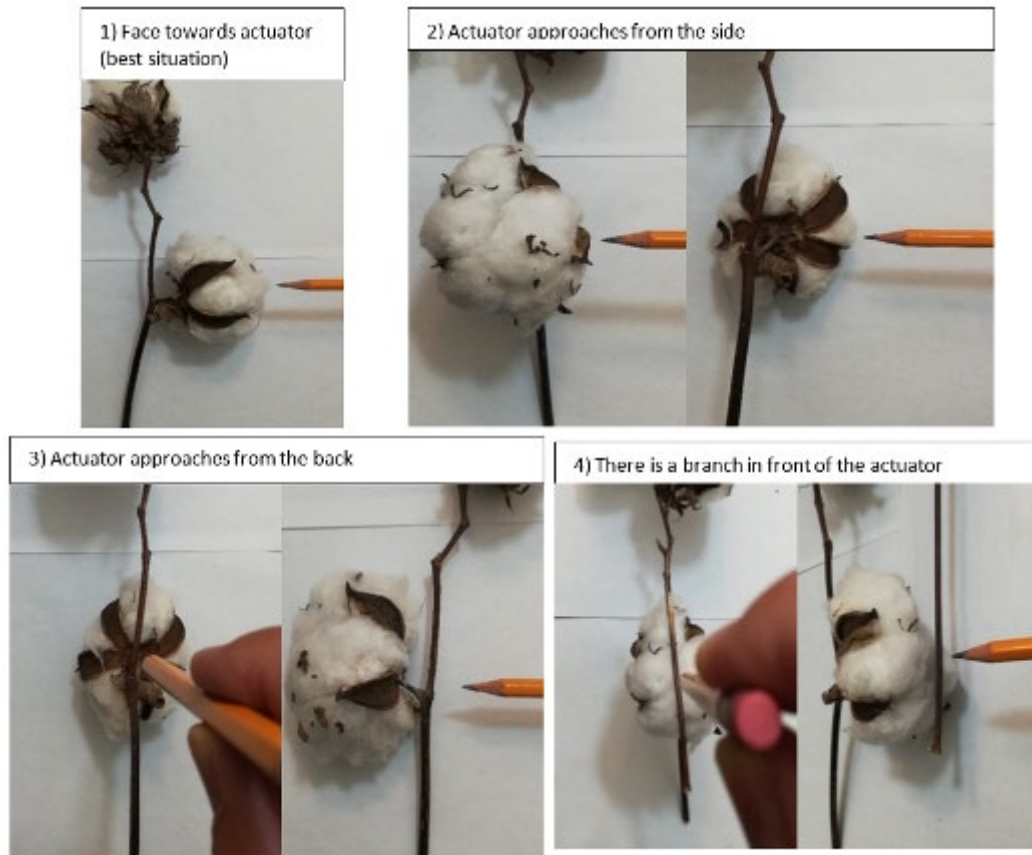 1) Face towards actuator
(best situation)
2) Actuator approaches from the side
3) Actuator approaches from the back
4) There is a branch in front of the actuator